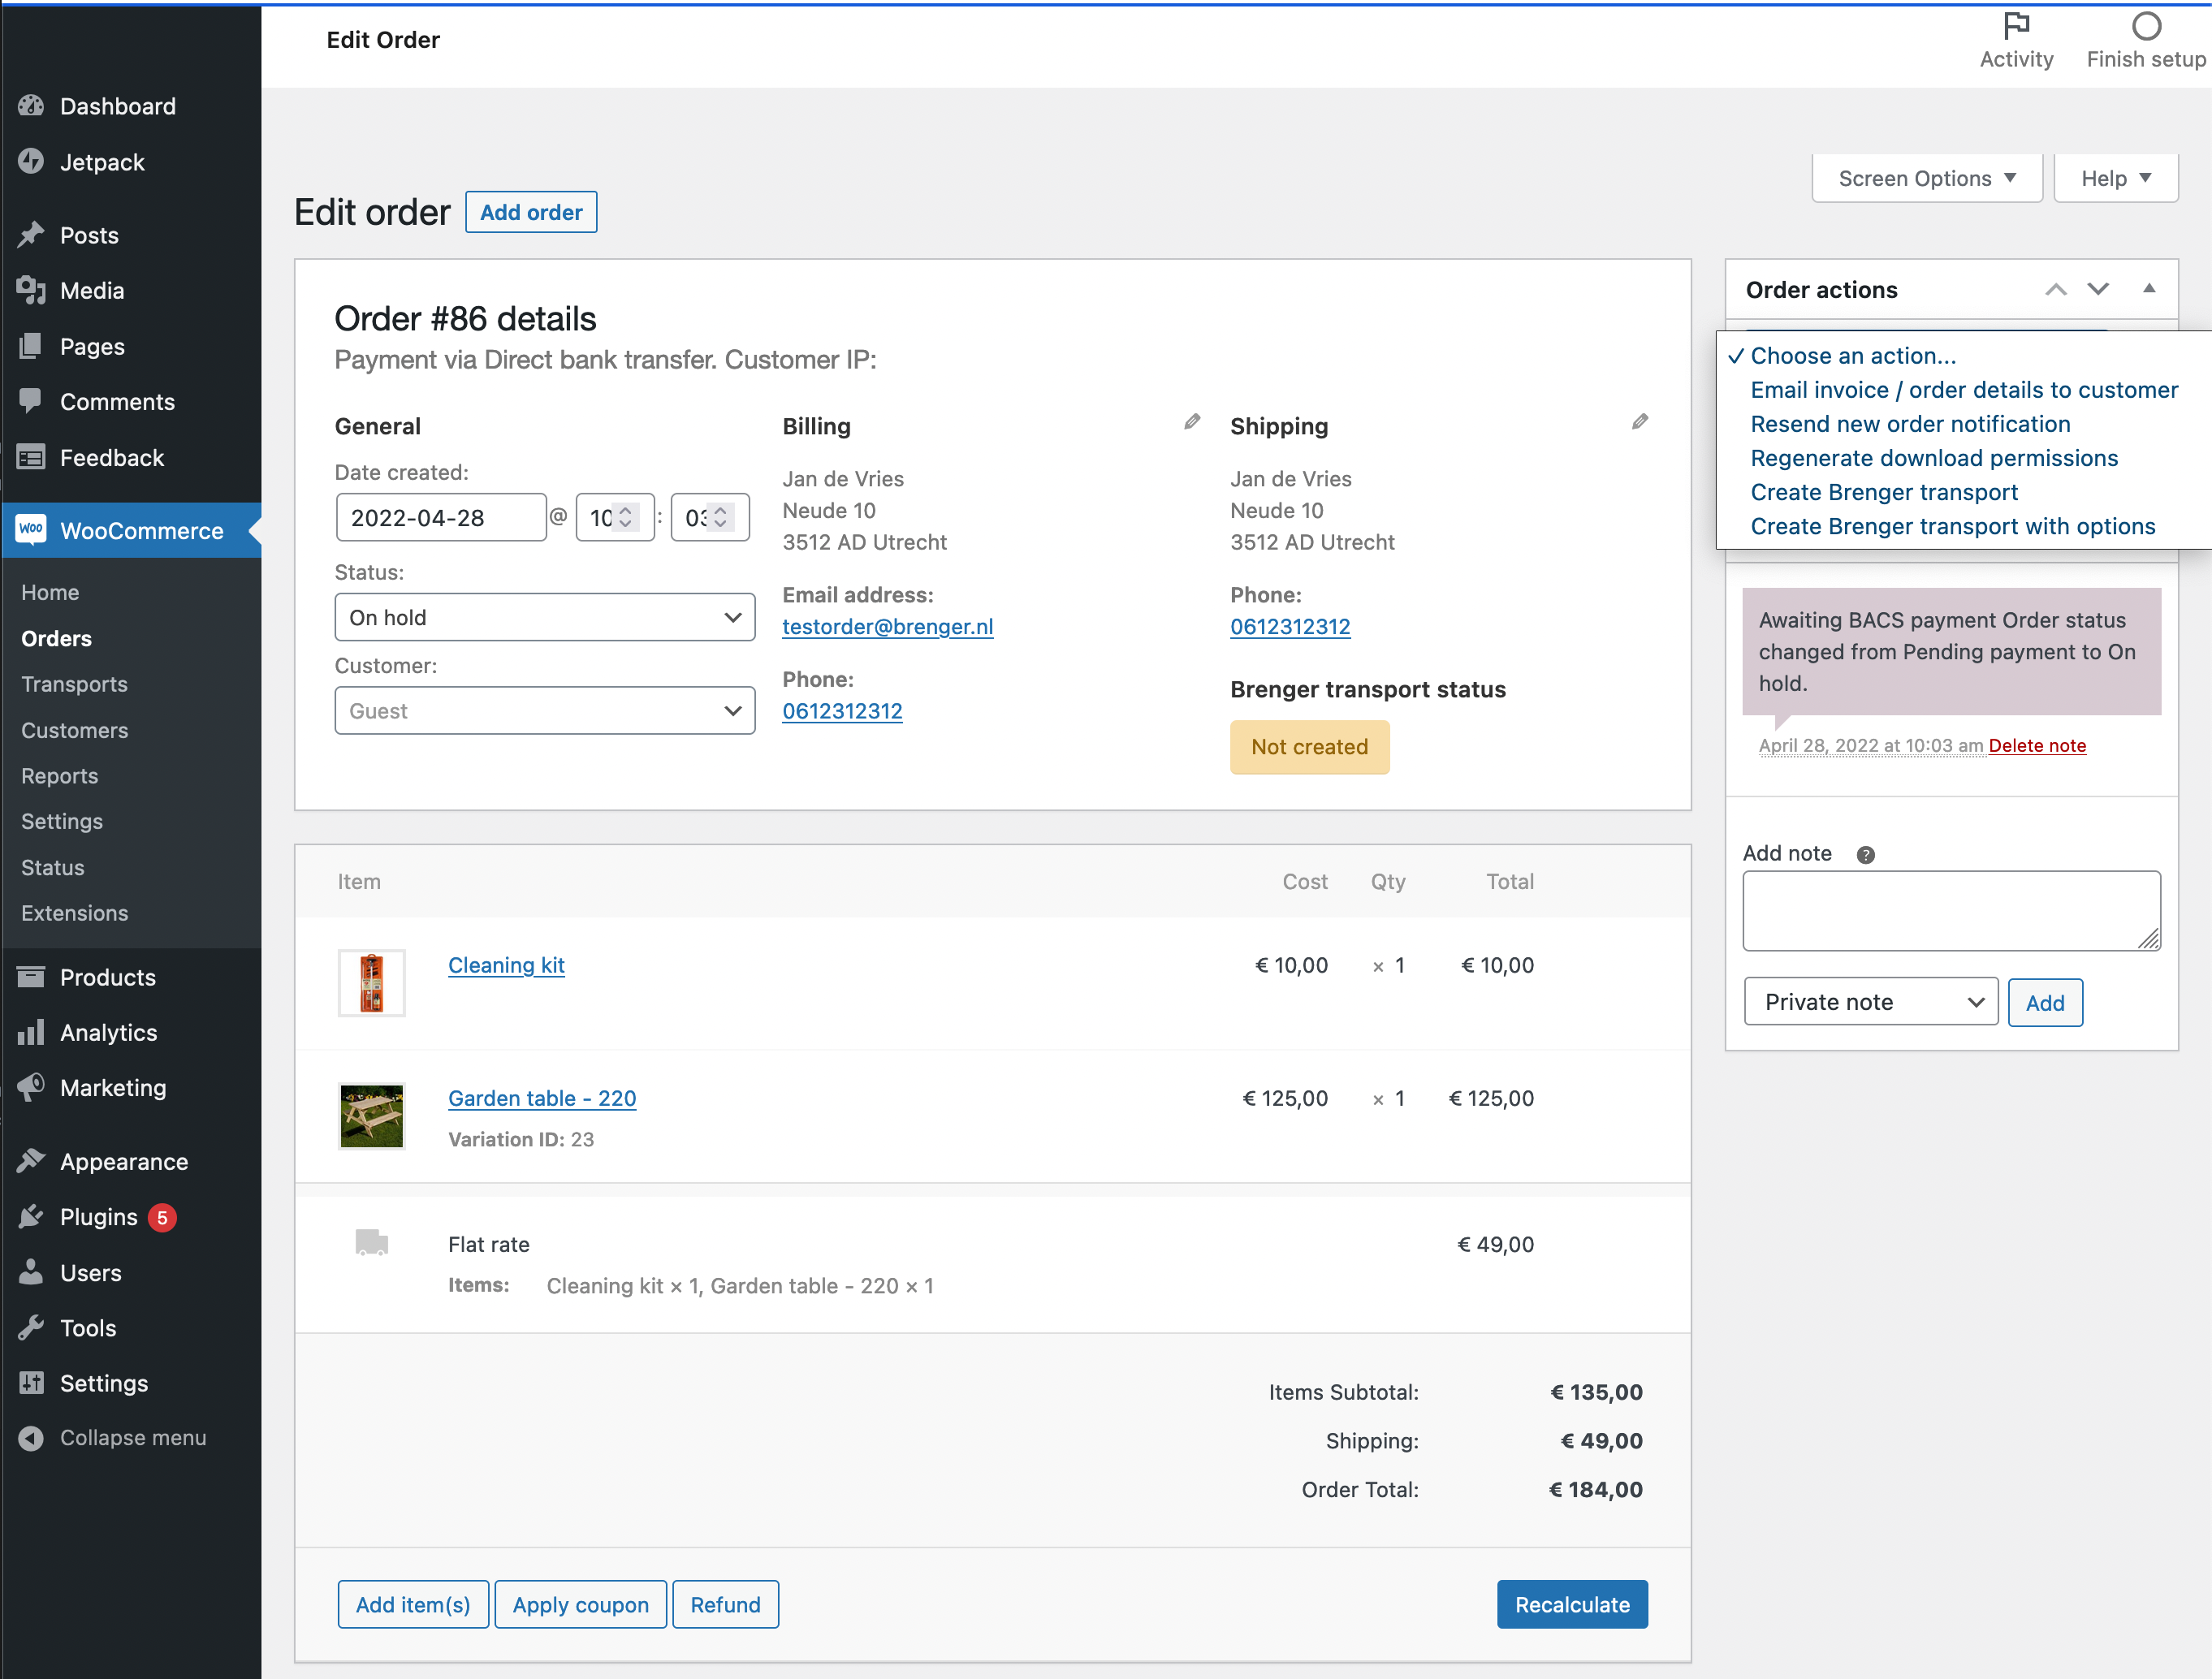 Edit Order
Activity
Finish setup
Dashboard
Jetpack
Posts
Media
Pages
Comments
Feedback
WOO
WooCommerce
Home
Orders
Transports
Customers
Reports
Settings
Status
Extensions
Products
Analytics
Marketing
Appearance
Plugins 5
Users
Tools
Settings
Collapse menu
Screen Options
Help
Edit order
Add order
Order #86 details
Payment via Direct bank transfer. Customer IP:
General
Date created:
2022-04-28 @ 10 : 03
Status:
On hold
Customer:
Guest
Billing
Jan de Vries
Neude 10
3512 AD Utrecht
Email address:
testorder@brenger.nl
Phone:
0612312312
Shipping
Jan de Vries
Neude 10
3512 AD Utrecht
Phone:
0612312312
Brenger transport status
Not created
Item Cost Qty Total
Cleaning kit € 10,00 × 1 € 10,00
Garden table - 220 € 125,00 × 1 € 125,00
Variation ID: 23
Flat rate € 49,00
Items: Cleaning kit × 1, Garden table - 220 × 1
Items Subtotal: € 135,00
Shipping: € 49,00
Order Total: € 184,00
Add item(s)
Apply coupon
Refund
Recalculate
Order actions
✓ Choose an action...
Email invoice / order details to customer
Resend new order notification
Regenerate download permissions
Create Brenger transport
Create Brenger transport with options
Awaiting BACS payment Order status
changed from Pending payment to On
hold.
April 28, 2022 at 10:03 am Delete note
Add note ?
Private note
Add